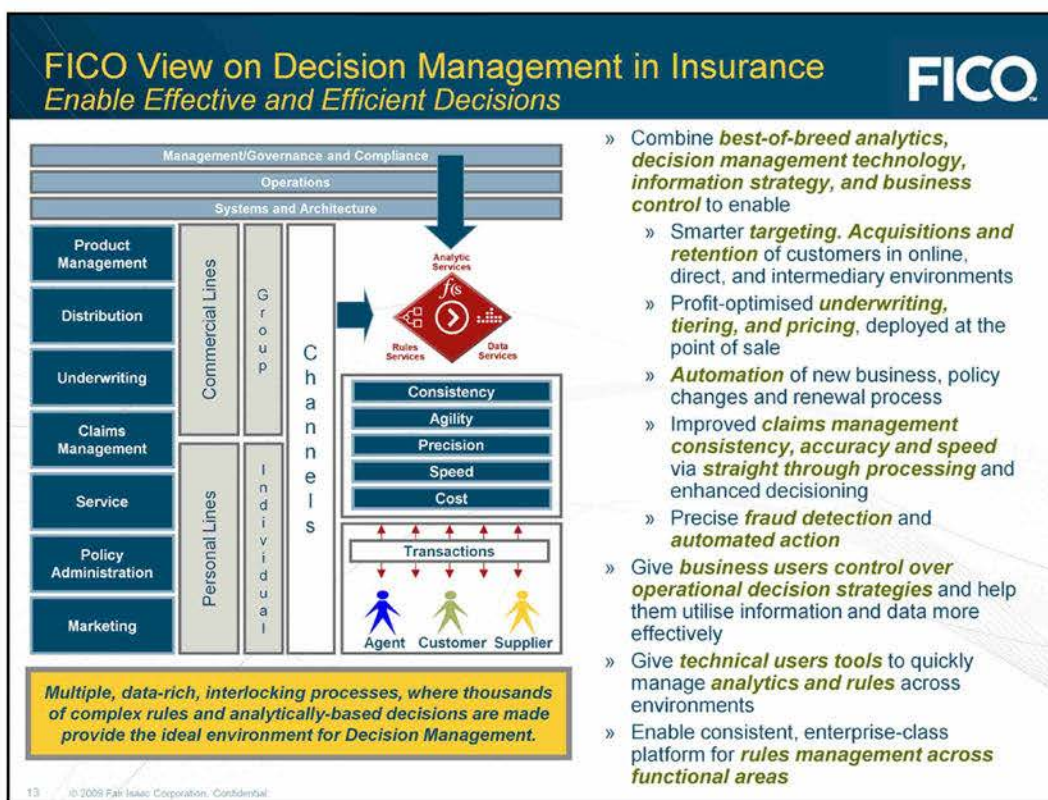 FICO View on Decision Management in Insurance
Enable Effective and Efficient Decisions
FICO
TM
Management/Governance and Compliance
Operations
Systems and Architecture
Product
Management
Distribution
Underwriting
Claims
Management
Service
Policy
Administration
Marketing
Commercial Lines
Personal Lines
Group
Individual
Channels
Analytic
Services
f(s
Rules
Services
Data
Services
Consistency
Agility
Precision
Speed
Cost
Transactions
Agent Customer Supplier
Multiple, data-rich, interlocking processes, where thousands
of complex rules and analytically-based decisions are made
provide the ideal environment for Decision Management.
» Combine best-of-breed analytics,
decision management technology,
information strategy, and business
control to enable
» Smarter targeting. Acquisitions and
retention of customers in online,
direct, and intermediary environments
» Profit-optimised underwriting,
tiering, and pricing, deployed at the
point of sale
» Automation of new business, policy
changes and renewal process
» Improved claims management
consistency, accuracy and speed
via straight through processing and
enhanced decisioning
» Precise fraud detection and
automated action
» Give business users control over
operational decision strategies and help
them utilise information and data more
effectively
» Give technical users tools to quickly
manage analytics and rules across
environments
» Enable consistent, enterprise-class
platform for rules management across
functional areas
13 © 2009 Fair Isaac Corporation. Confidential.